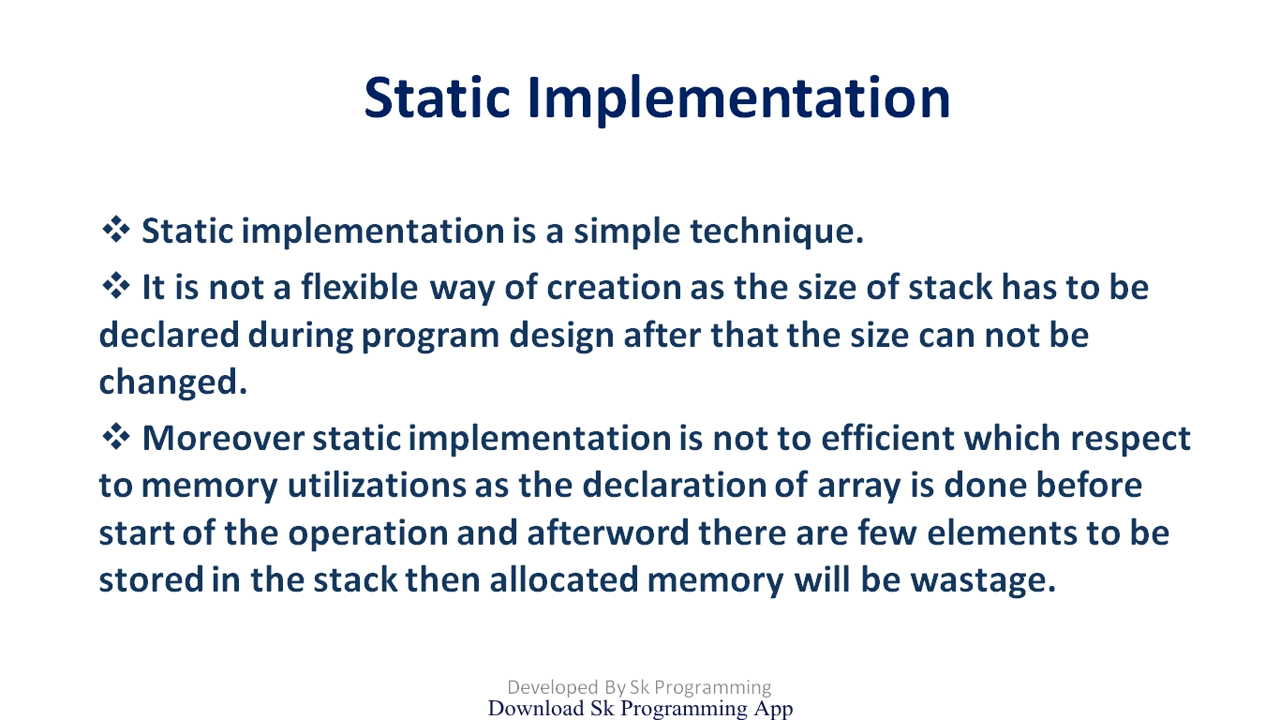 Static Implementation
❖ Static implementation is a simple technique.
❖ It is not a flexible way of creation as the size of stack has to be
declared during program design after that the size can not be
changed.
❖ Moreover static implementation is not to efficient which respect
to memory utilizations as the declaration of array is done before
start of the operation and afterword there are few elements to be
stored in the stack then allocated memory will be wastage.
Developed By Sk Programming
Download Sk Programming App